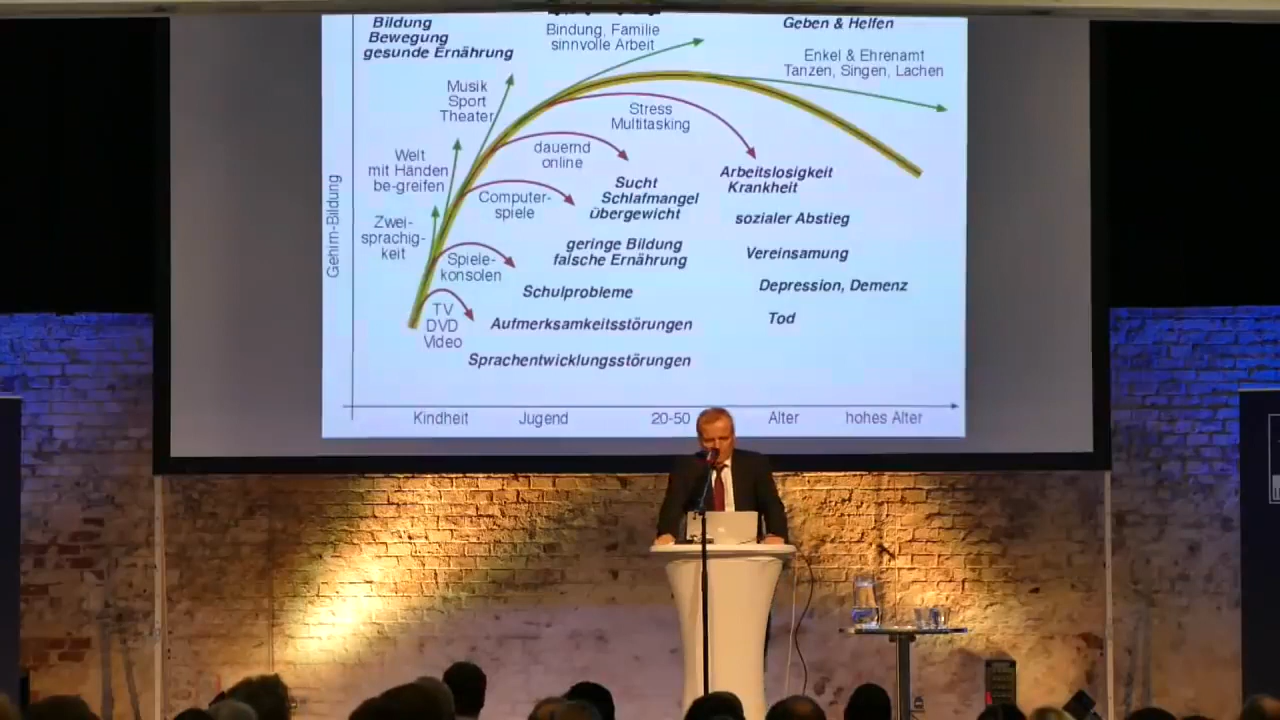 Bildung
Bewegung
gesunde Ernährung
Bindung, Familie
sinnvolle Arbeit
Geben & Helfen
Enkel & Ehrenamt
Tanzen, Singen, Lachen
Musik
Sport
Theater
Stress
Multitasking
Welt
mit Händen
be-greifen
dauernd
online
Arbeitslosigkeit
Krankheit
Sucht
Schlafmangel
übergewicht
Computer-
spiele
Zwei-
sprachig-
keit
sozialer Abstieg
geringe Bildung
falsche Ernährung
Vereinsamung
Spiele-
konsolen
Schulprobleme
Depression, Demenz
TV
DVD
Video
Aufmerksamkeitsstörungen
Tod
Sprachentwicklungsstörungen
Gehirn-Bildung
Kindheit
Jugend
20-50
Alter
hohes Alter